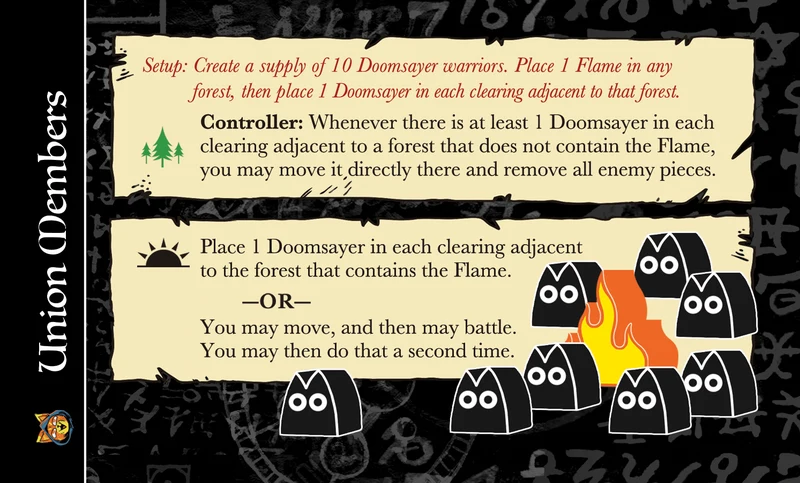 Union Members
Setup: Create a supply of 10 Doomsayer warriors. Place 1 Flame in any
forest, then place 1 Doomsayer in each clearing adjacent to that forest.
Controller: Whenever there is at least 1 Doomsayer in each
clearing adjacent to a forest that does not contain the Flame,
you may move it directly there and remove all enemy pieces.
Place 1 Doomsayer in each clearing adjacent
to the forest that contains the Flame.
—OR—
You may move, and then may battle.
You may then do that a second time.